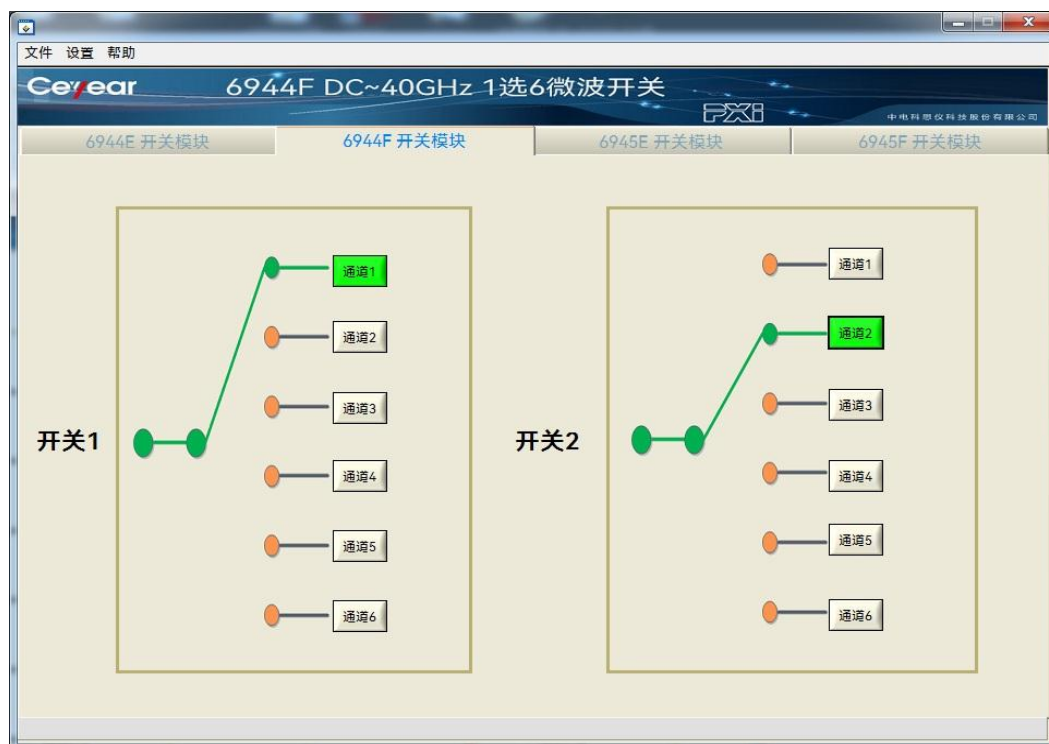 文件 设置 帮助
Ceyear 6944F DC~40GHz 1选6微波开关
PXI
中电科思仪科技股份有限公司
6944E 开关模块 6944F 开关模块 6945E 开关模块 6945F 开关模块
开关1
通道1
通道2
通道3
通道4
通道5
通道6
开关2
通道1
通道2
通道3
通道4
通道5
通道6